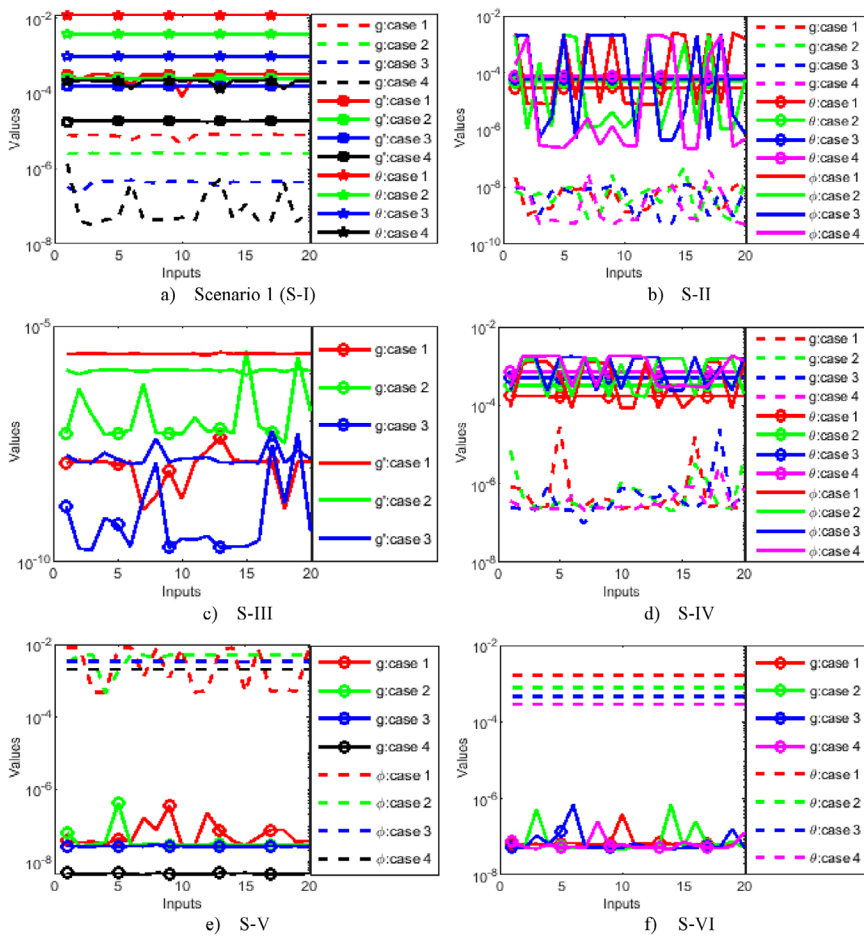 10^-2
10^-4
10^-6
10^-8
Values
0 5 10 15 20
Inputs
g:case 1
g:case 2
g:case 3
g:case 4
g':case 1
g':case 2
g':case 3
g':case 4
θ:case 1
θ:case 2
θ:case 3
θ:case 4
a) Scenario 1 (S-I)
10^-2
10^-4
10^-6
10^-8
10^-10
Values
0 5 10 15 20
Inputs
g:case 1
g:case 2
g:case 3
g:case 4
θ:case 1
θ:case 2
θ:case 3
θ:case 4
ϕ:case 1
ϕ:case 2
ϕ:case 3
ϕ:case 4
b) S-II
10^-5
10^-10
Values
0 5 10 15 20
Inputs
g:case 1
g:case 2
g:case 3
g':case 1
g':case 2
g':case 3
c) S-III
10^-2
10^-4
10^-6
10^-8
Values
0 5 10 15 20
Inputs
g:case 1
g:case 2
g:case 3
g:case 4
θ:case 1
θ:case 2
θ:case 3
θ:case 4
ϕ:case 1
ϕ:case 2
ϕ:case 3
ϕ:case 4
d) S-IV
10^-2
10^-4
10^-6
10^-8
Values
0 5 10 15 20
Inputs
g:case 1
g:case 2
g:case 3
g:case 4
ϕ:case 1
ϕ:case 2
ϕ:case 3
ϕ:case 4
e) S-V
10^-2
10^-4
10^-6
10^-8
Values
0 5 10 15 20
Inputs
g:case 1
g:case 2
g:case 3
g:case 4
θ:case 1
θ:case 2
θ:case 3
θ:case 4
f) S-VI